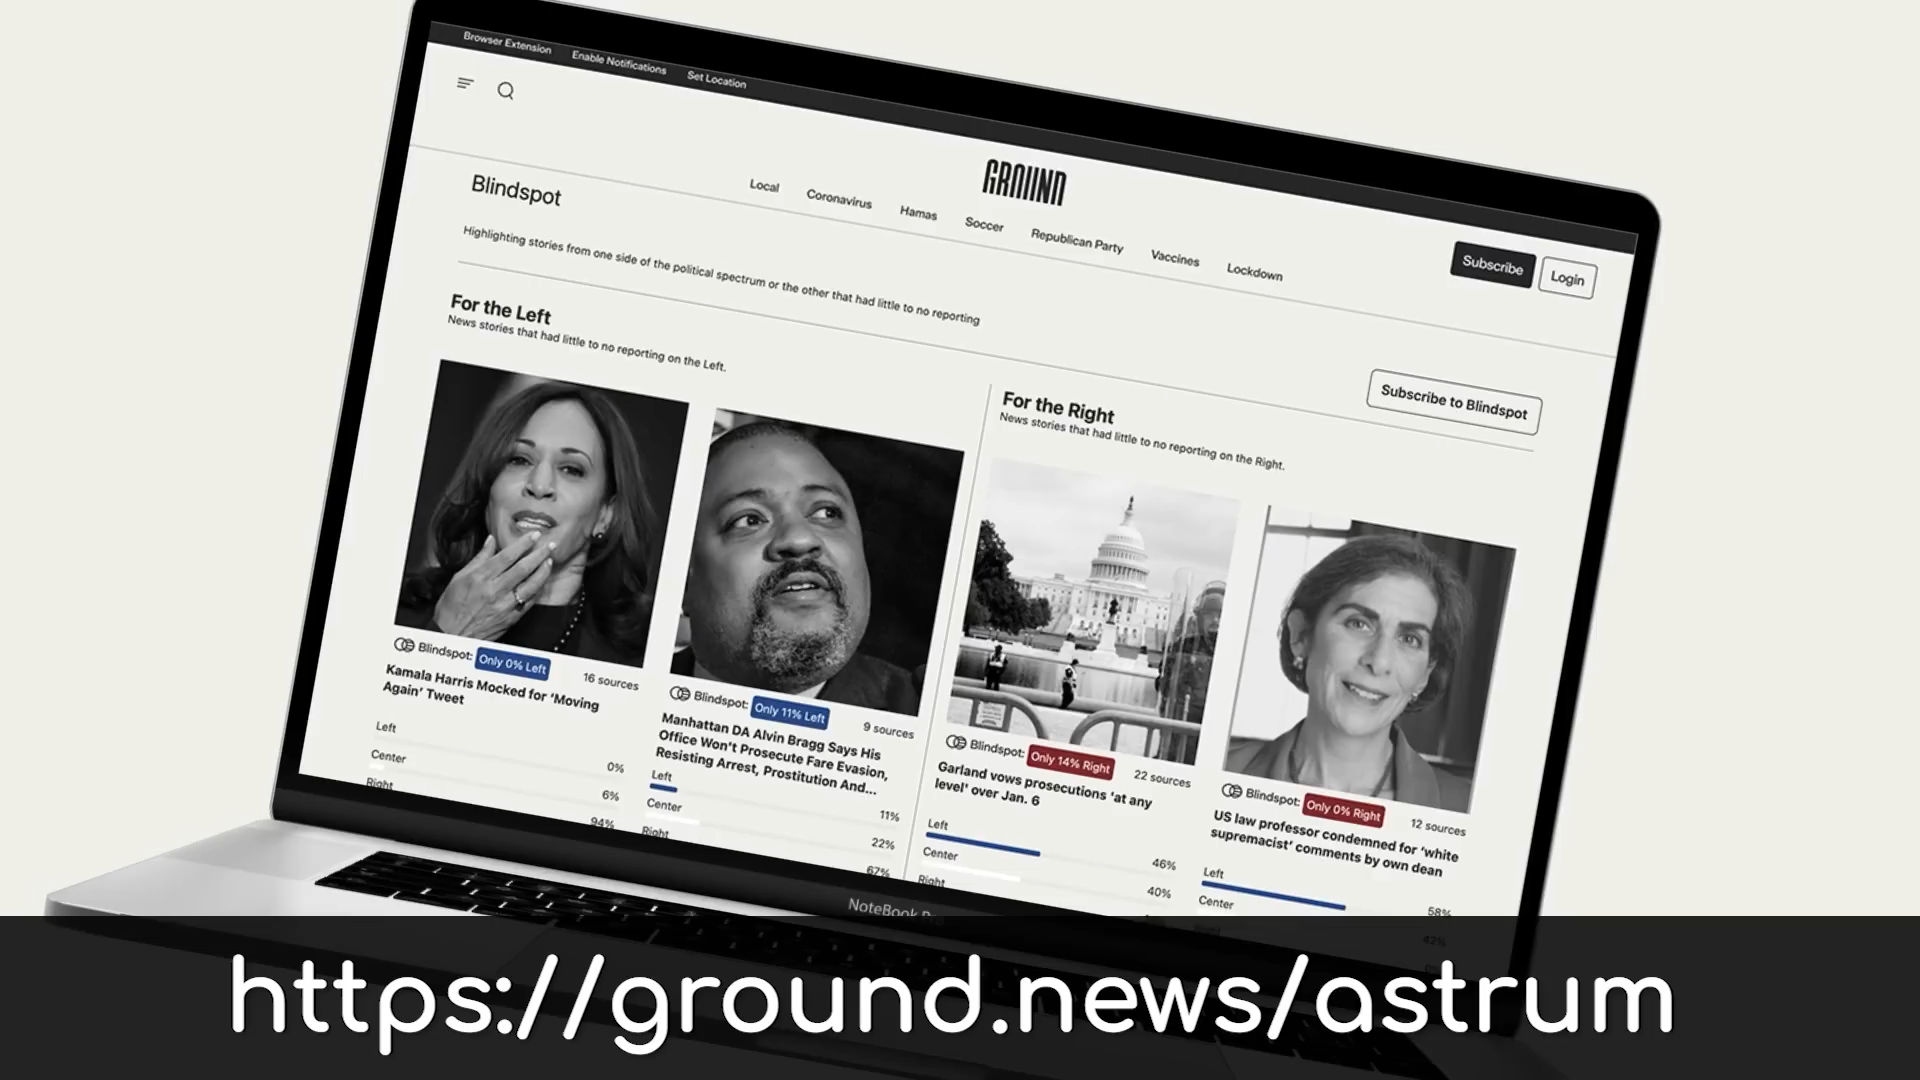 Browser Extension Enable Notifications Set Location
GROUND
Subscribe Login
Local Coronavirus Hamas Soccer Republican Party Vaccines Lockdown
Blindspot
Highlighting stories from one side of the political spectrum or the other that had little to no reporting
Subscribe to Blindspot
For the Left
News stories that had little to no reporting on the Left.
Blindspot: Only 0% Left 16 sources
Kamala Harris Mocked for ‘Moving
Again’ Tweet
Left 0%
Center 6%
Right 94%
Blindspot: Only 11% Left 9 sources
Manhattan DA Alvin Bragg Says His
Office Won't Prosecute Fare Evasion,
Resisting Arrest, Prostitution And...
Left 11%
Center 22%
Right 67%
For the Right
News stories that had little to no reporting on the Right.
Blindspot: Only 14% Right 22 sources
Garland vows prosecutions ‘at any
level’ over Jan. 6
Left 46%
Center 40%
Right
Blindspot: Only 0% Right 12 sources
US law professor condemned for ‘white
supremacist’ comments by own dean
Left 58%
Center 42%
Right
NoteBook
https://ground.news/astrum